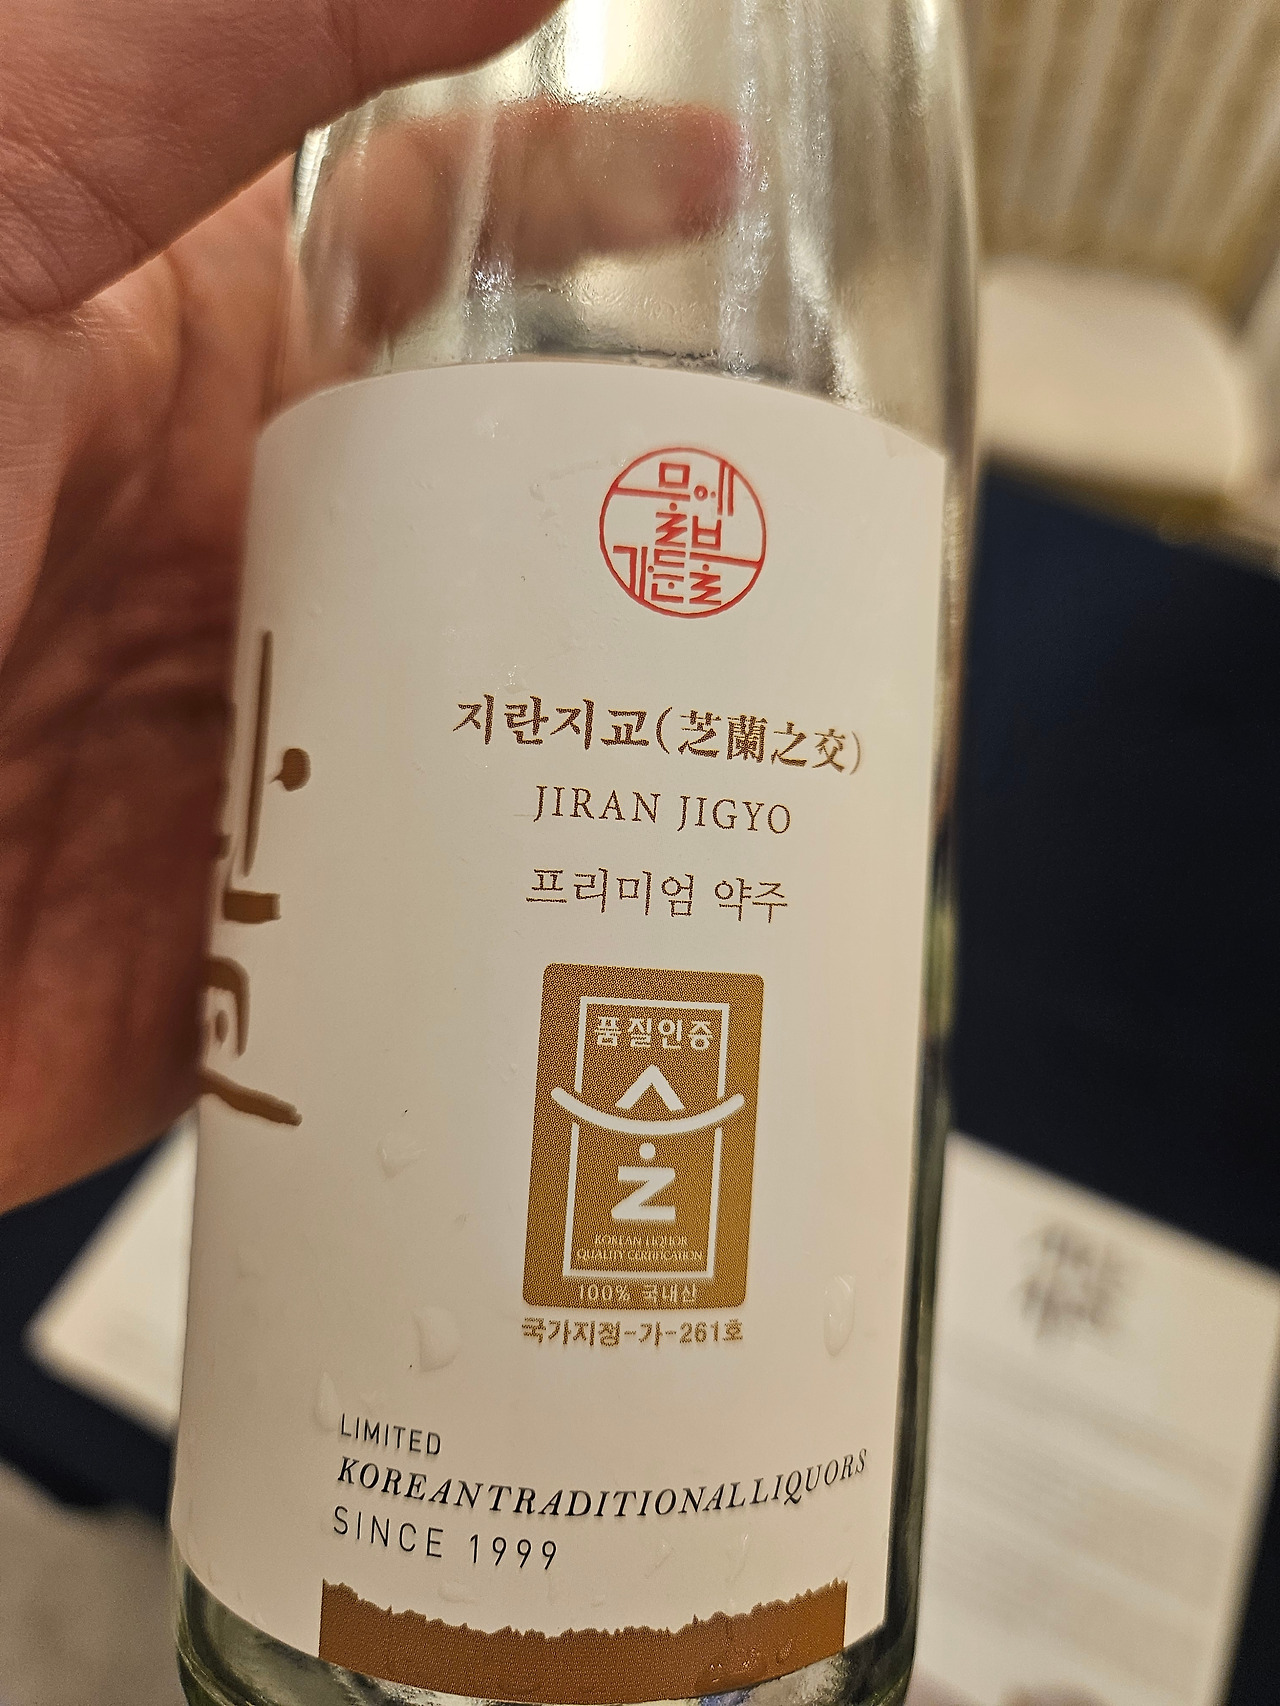 지란지교(芝蘭之交)
JIRAN JIGYO
프리미엄 약주
품질인증
술
KOREAN LIQUOR
QUALITY CERTIFICATION
100% 국내산
국가지정-가-261호
LIMITED
KOREANTRADITIONALLIQUORS
SINCE 1999